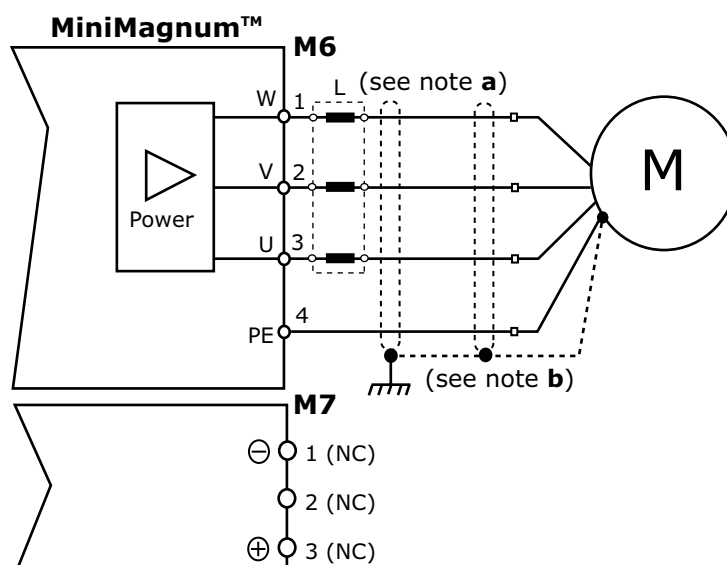 MiniMagnum™
M6
L (see note a)
W 1
V 2
Power
U 3
PE 4
M
(see note b)
M7
⊖ 1 (NC)
2 (NC)
⊕ 3 (NC)